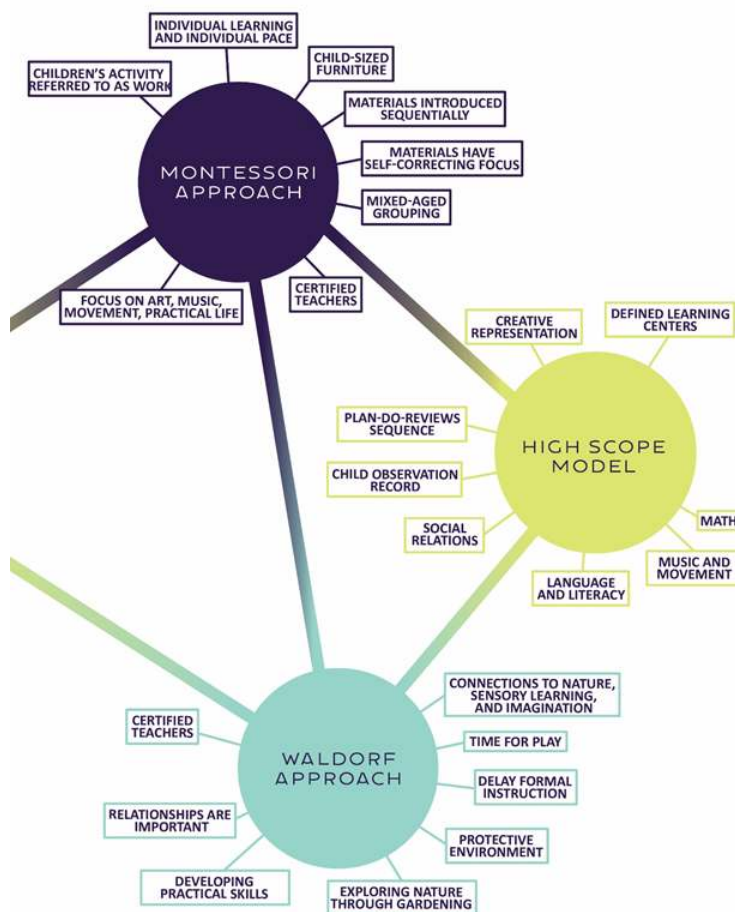 INDIVIDUAL LEARNING
AND INDIVIDUAL PACE
CHILD-SIZED
FURNITURE
CHILDREN'S ACTIVITY
REFERRED TO AS WORK
MATERIALS INTRODUCED
SEQUENTIALLY
MONTESSORI
APPROACH
MATERIALS HAVE
SELF-CORRECTING FOCUS
MIXED-AGED
GROUPING
CERTIFIED
TEACHERS
FOCUS ON ART, MUSIC,
MOVEMENT, PRACTICAL LIFE
CREATIVE
REPRESENTATION
DEFINED LEARNING
CENTERS
PLAN-DO-REVIEWS
SEQUENCE
HIGH SCOPE
MODEL
CHILD OBSERVATION
RECORD
SOCIAL
RELATIONS
MATH
MUSIC AND
MOVEMENT
LANGUAGE
AND LITERACY
CONNECTIONS TO NATURE,
SENSORY LEARNING,
AND IMAGINATION
CERTIFIED
TEACHERS
TIME FOR PLAY
WALDORF
APPROACH
DELAY FORMAL
INSTRUCTION
RELATIONSHIPS ARE
IMPORTANT
PROTECTIVE
ENVIRONMENT
DEVELOPING
PRACTICAL SKILLS
EXPLORING NATURE
THROUGH GARDENING